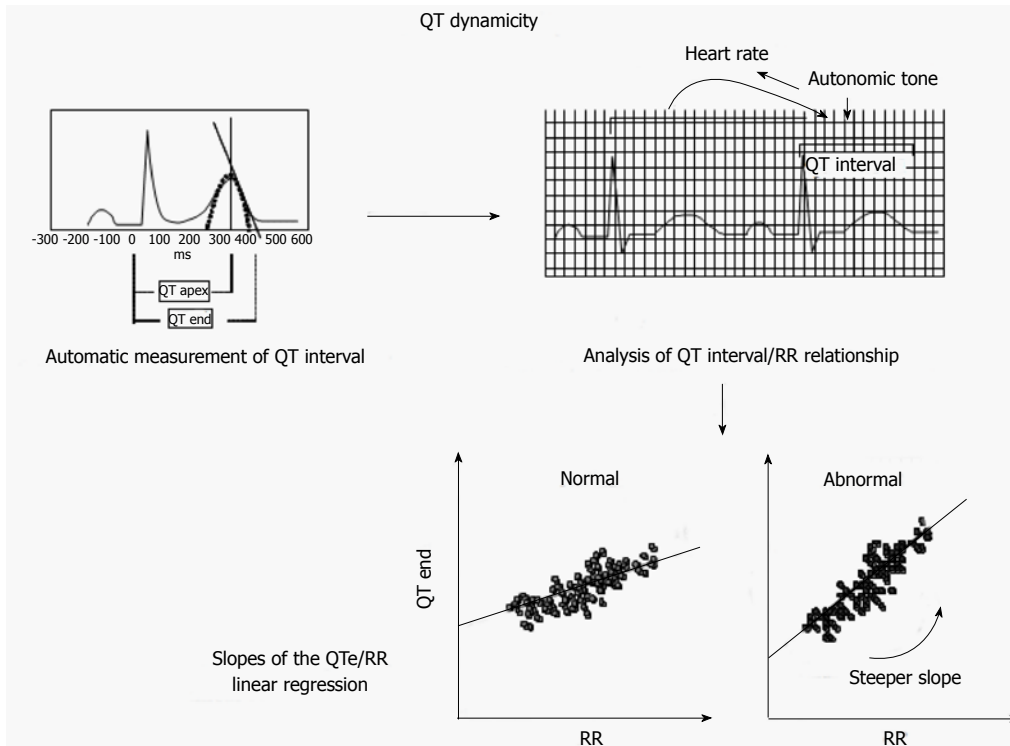 QT dynamicity
Heart rate
Autonomic tone
QT interval
-300 -200 -100 0 100 200 300 400 500 600
ms
QT apex
QT end
Automatic measurement of QT interval
Analysis of QT interval/RR relationship
Normal
Abnormal
QT end
Slopes of the QTe/RR
linear regression
Steeper slope
RR
RR